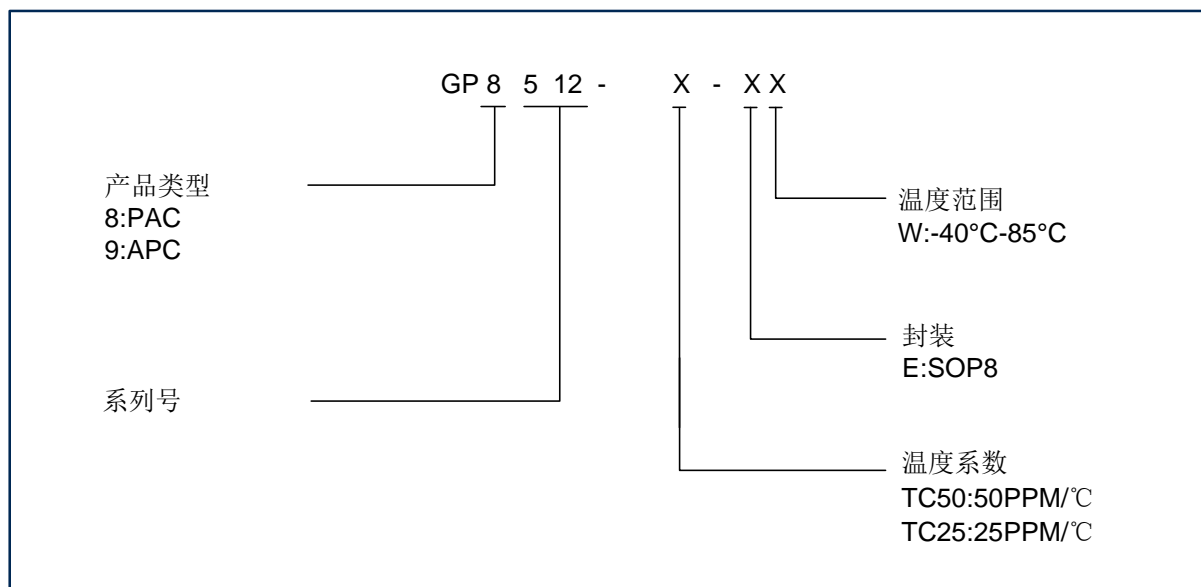 GP 8 5 12 - X - X X
产品类型
8:PAC
9:APC
温度范围
W:-40°C-85°C
封装
E:SOP8
系列号
温度系数
TC50:50PPM/℃
TC25:25PPM/℃